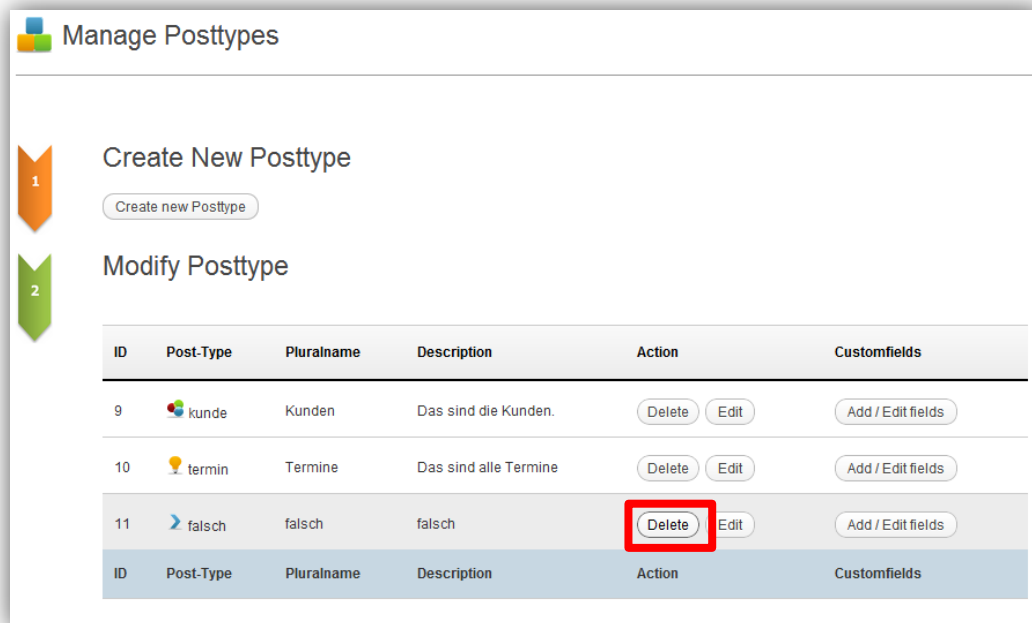 Manage Posttypes
1
Create New Posttype
Create new Posttype
2
Modify Posttype
ID Post-Type Pluralname Description Action Customfields
9 kunde Kunden Das sind die Kunden. Delete Edit Add / Edit fields
10 termin Termine Das sind alle Termine Delete Edit Add / Edit fields
11 falsch falsch falsch Delete Edit Add / Edit fields
ID Post-Type Pluralname Description Action Customfields